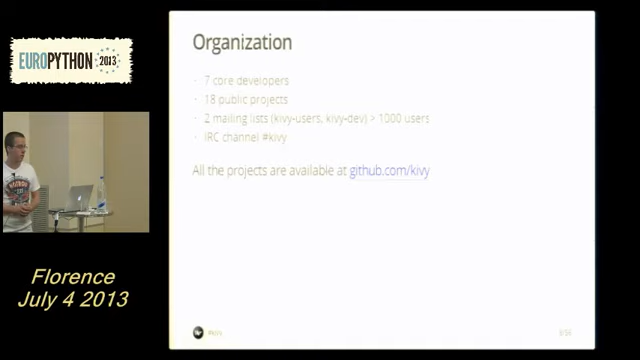 EUROPYTHON 2013
Florence
July 4 2013
Organization
· 7 core developers
· 18 public projects
· 2 mailing lists (kivy-users, kivy-dev) > 1000 users
· IRC channel #kivy
All the projects are available at github.com/kivy